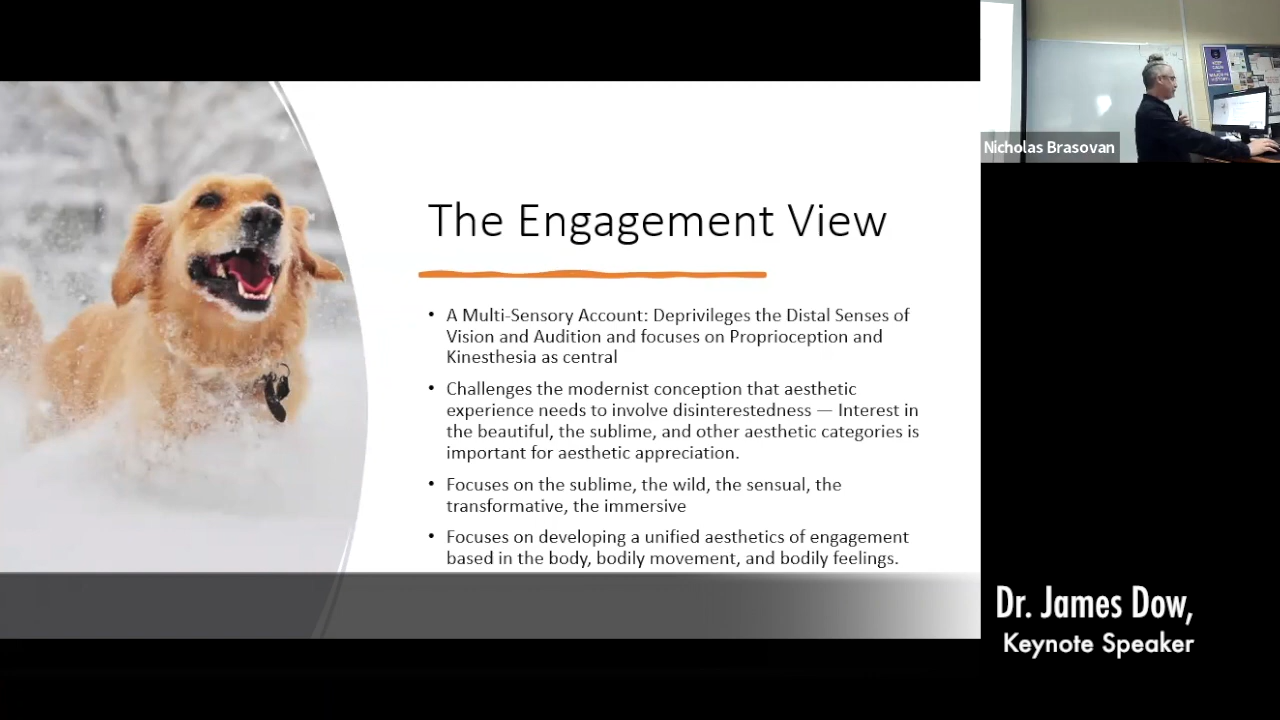 Nicholas Brasovan
The Engagement View
• A Multi-Sensory Account: Deprivileges the Distal Senses of
Vision and Audition and focuses on Proprioception and
Kinesthesia as central
• Challenges the modernist conception that aesthetic
experience needs to involve disinterestedness — Interest in
the beautiful, the sublime, and other aesthetic categories is
important for aesthetic appreciation.
• Focuses on the sublime, the wild, the sensual, the
transformative, the immersive
• Focuses on developing a unified aesthetics of engagement
based in the body, bodily movement, and bodily feelings.
Dr. James Dow,
Keynote Speaker